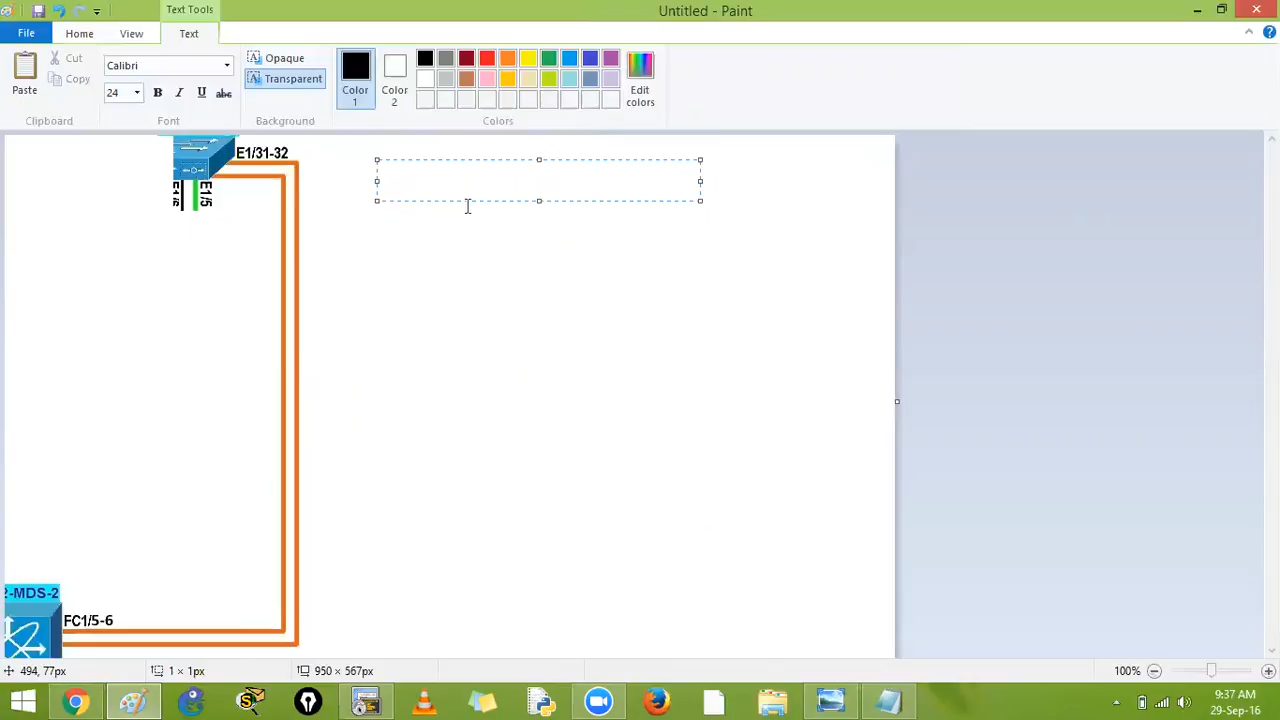 Text Tools
Untitled - Paint
File
Home
View
Text
Paste
Cut
Copy
Clipboard
Calibri
24
B I U abc
Font
Opaque
Transparent
Background
Color 1
Color 2
Edit colors
Colors
E1/31-32
E1/5
2-MDS-2
FC1/5-6
494, 77px
1 × 1px
950 × 567px
100%
9:37 AM
29-Sep-16